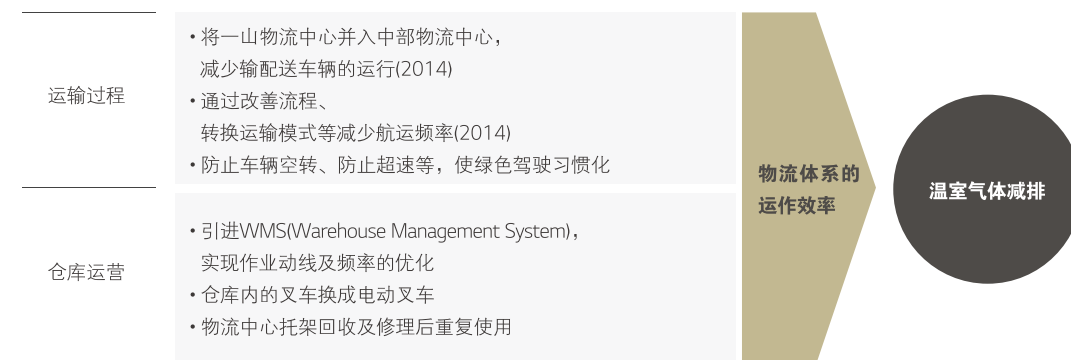 运输过程
• 将一山物流中心并入中部物流中心，
减少输配送车辆的运行(2014)
• 通过改善流程、
转换运输模式等减少航运频率(2014)
• 防止车辆空转、防止超速等，使绿色驾驶习惯化
仓库运营
• 引进WMS(Warehouse Management System)，
实现作业动线及频率的优化
• 仓库内的叉车换成电动叉车
• 物流中心托架回收及修理后重复使用
物流体系的
运作效率
温室气体减排